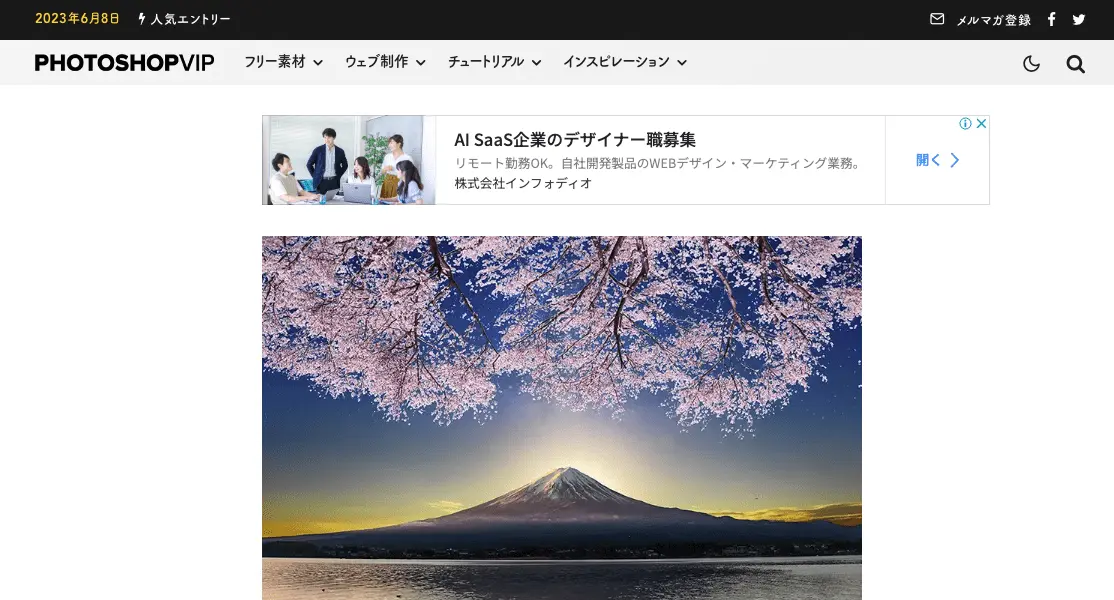 2023年6月8日 人気エントリー メルマガ登録
PHOTOSHOPVIP フリー素材 ウェブ制作 チュートリアル インスピレーション
AI SaaS企業のデザイナー職募集
リモート勤務OK。自社開発製品のWEBデザイン・マーケティング業務。
株式会社インフォディオ
開く